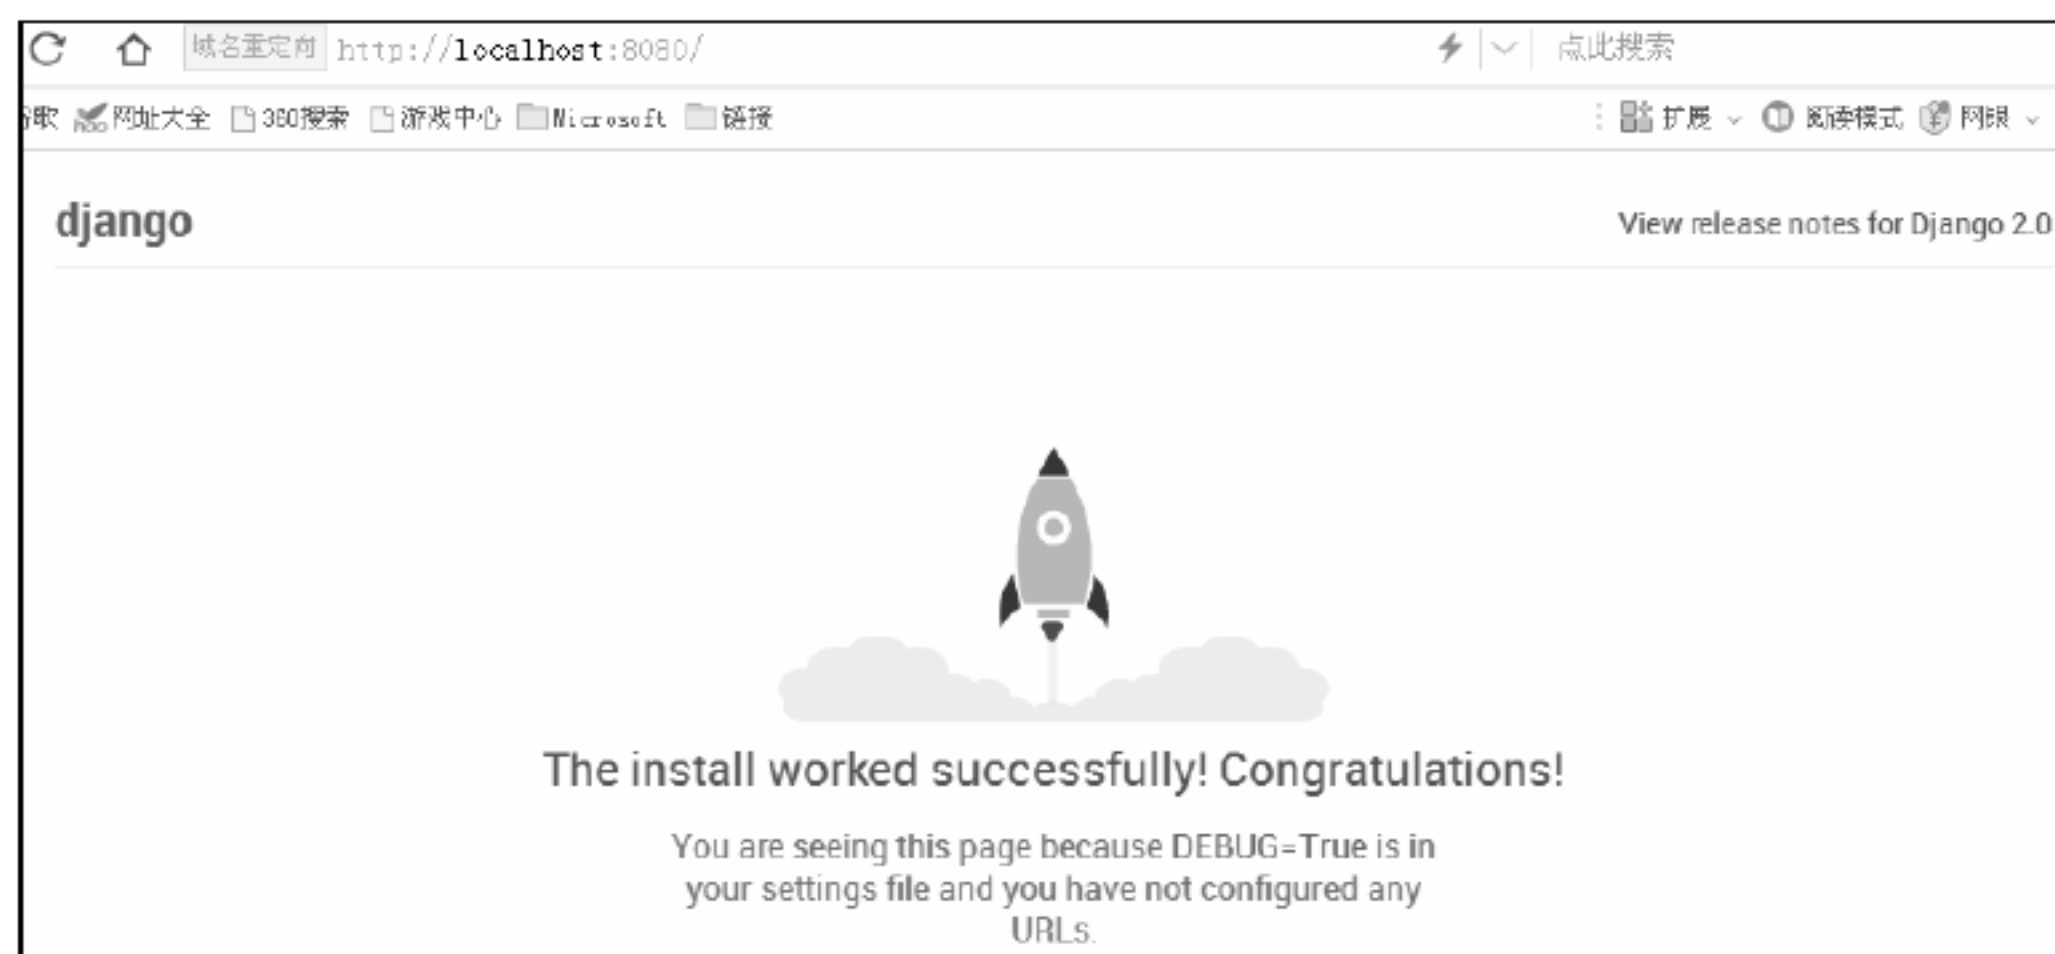 域名重定向 http://localhost:8080/ 点此搜索
歌 网址大全 360搜索 游戏中心 Microsoft 链接 扩展 阅读模式 网银
django View release notes for Django 2.0
The install worked successfully! Congratulations!
You are seeing this page because DEBUG=True is in
your settings file and you have not configured any
URLs.